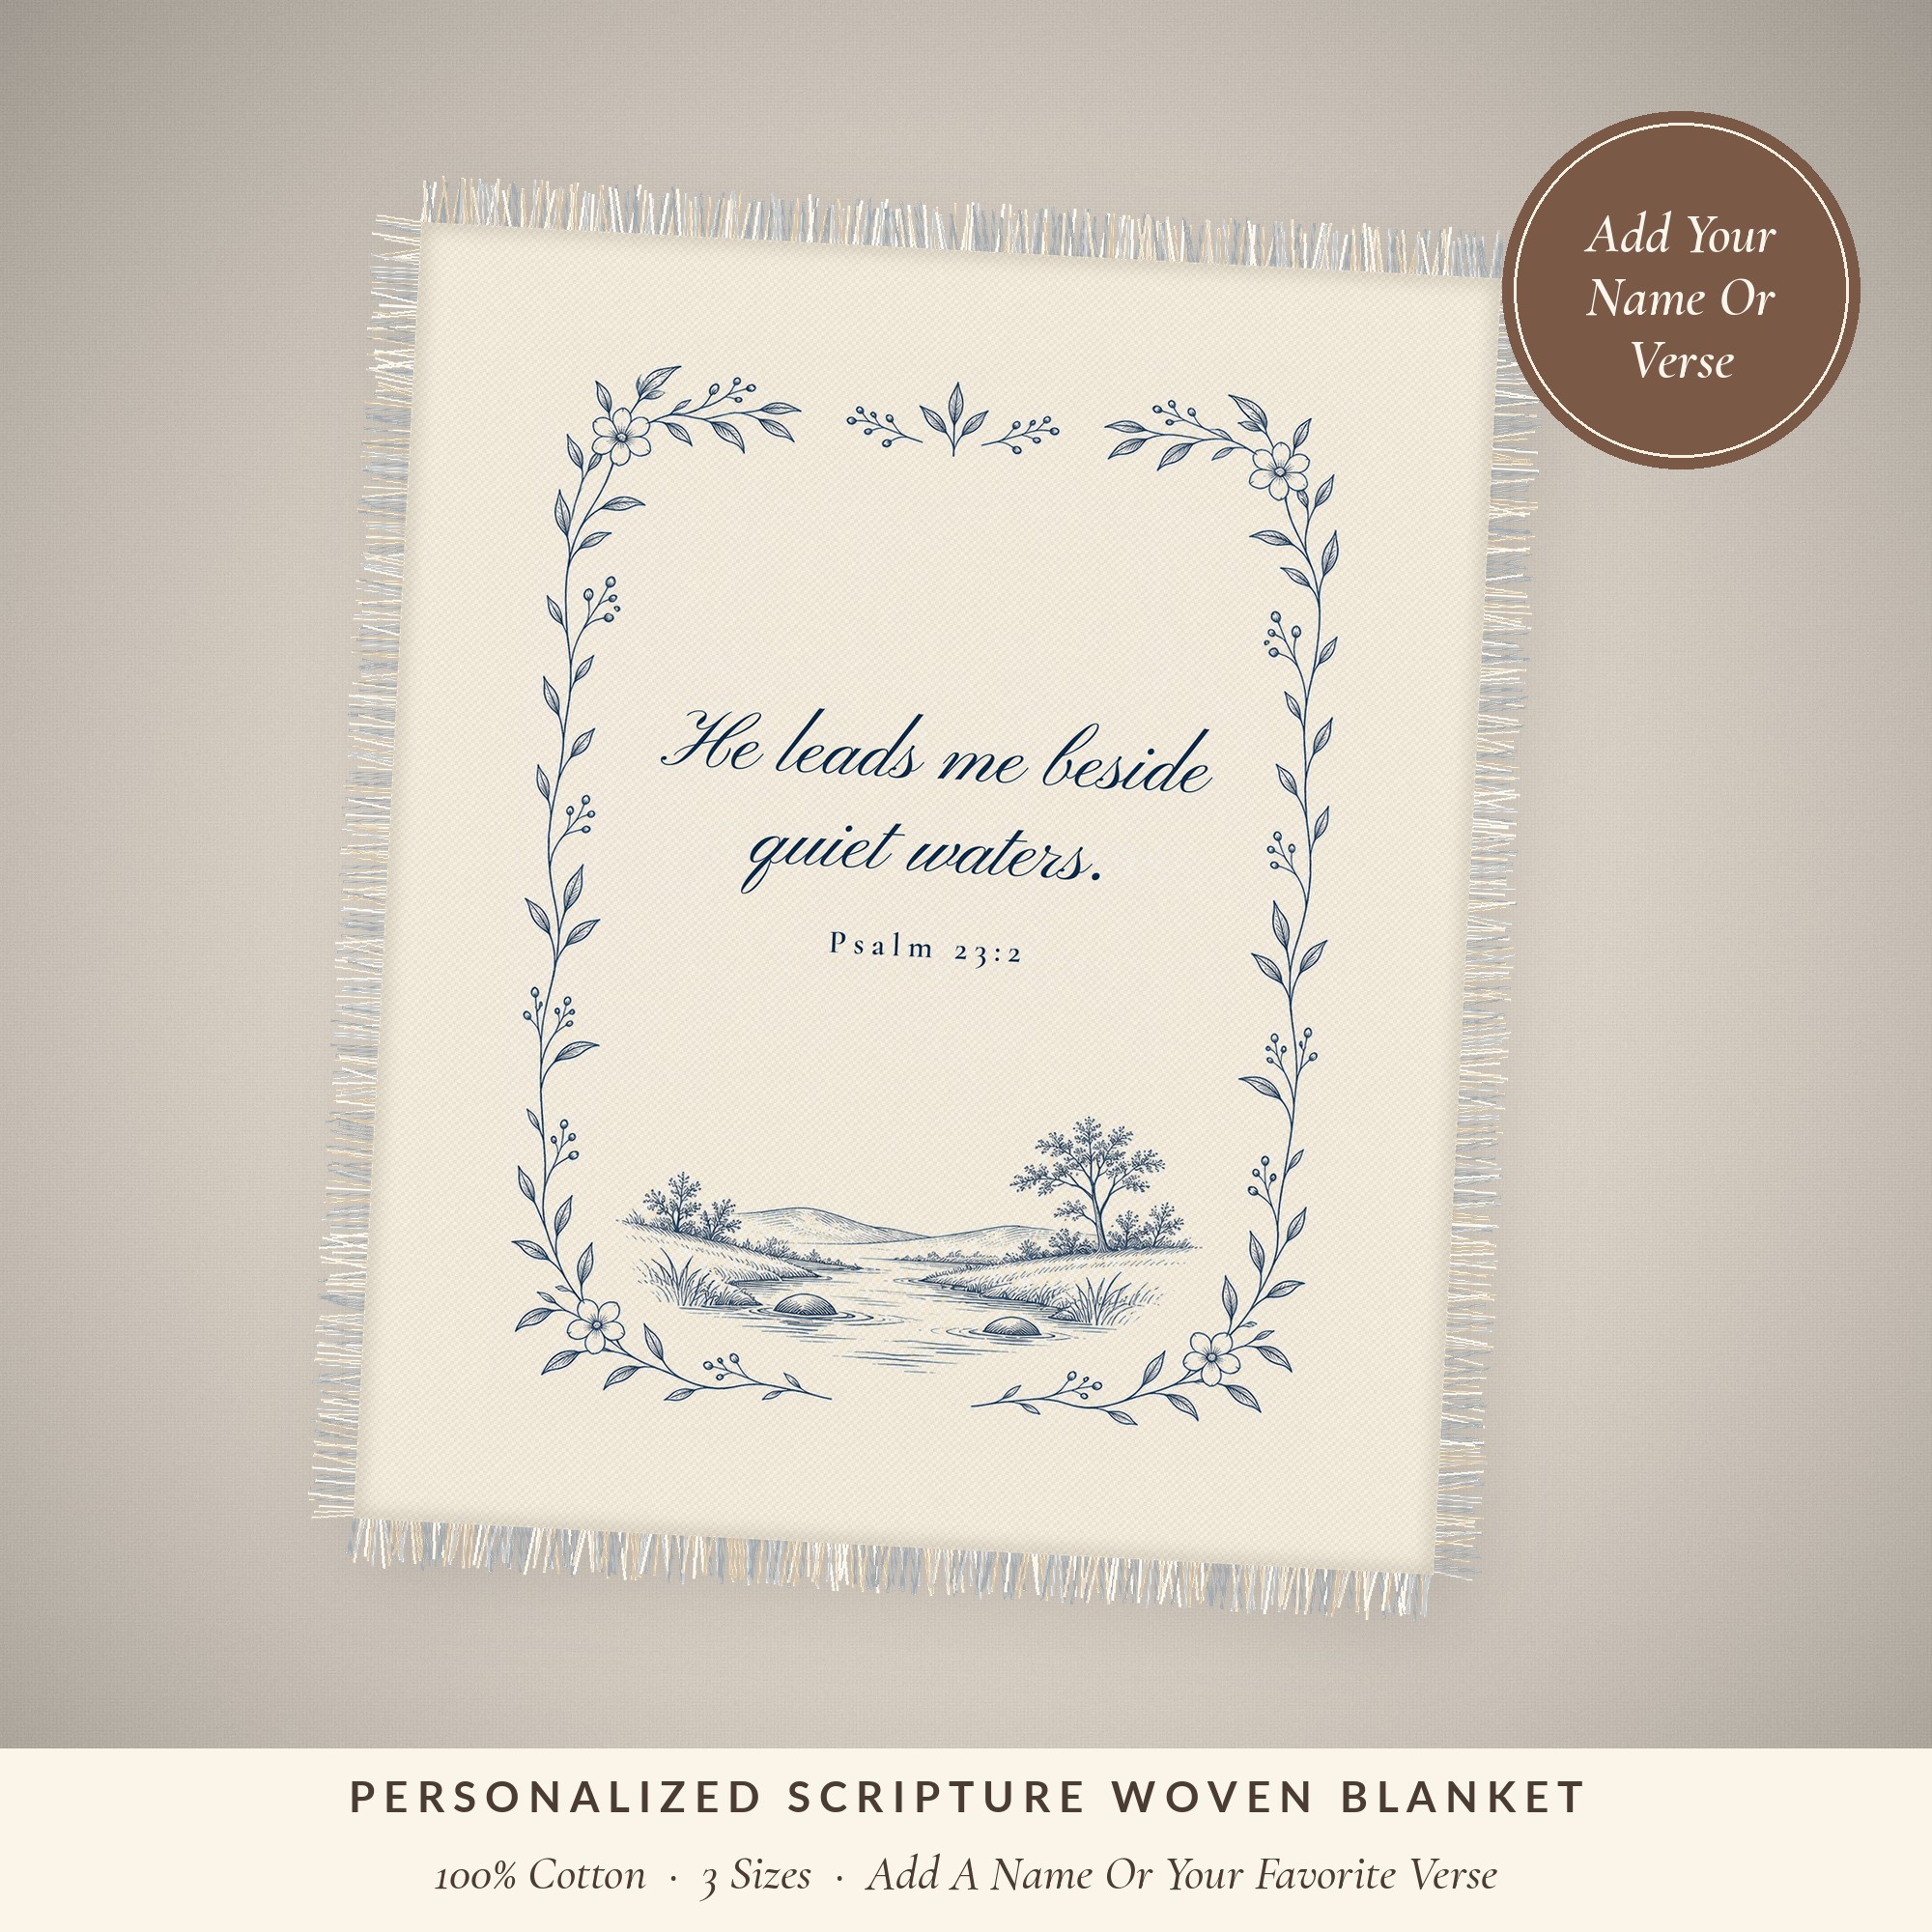 Add Your
Name Or
Verse
He leads me beside
quiet waters.
Psalm 23:2
PERSONALIZED SCRIPTURE WOVEN BLANKET
100% Cotton · 3 Sizes · Add A Name Or Your Favorite Verse